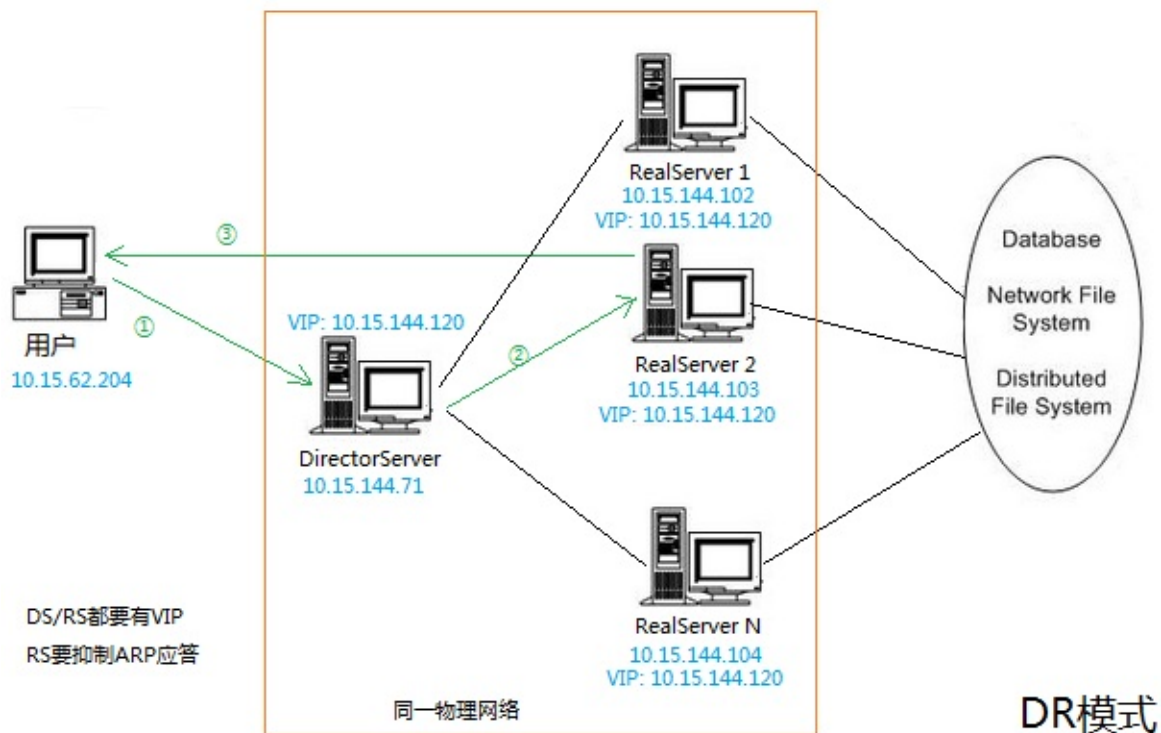 RealServer 1
10.15.144.102
VIP: 10.15.144.120
③
Database
Network File
System
Distributed
File System
①
用户
10.15.62.204
VIP: 10.15.144.120
②
DirectorServer
10.15.144.71
RealServer 2
10.15.144.103
VIP: 10.15.144.120
RealServer N
10.15.144.104
VIP: 10.15.144.120
DS/RS都要有VIP
RS要抑制ARP应答
同一物理网络
DR模式